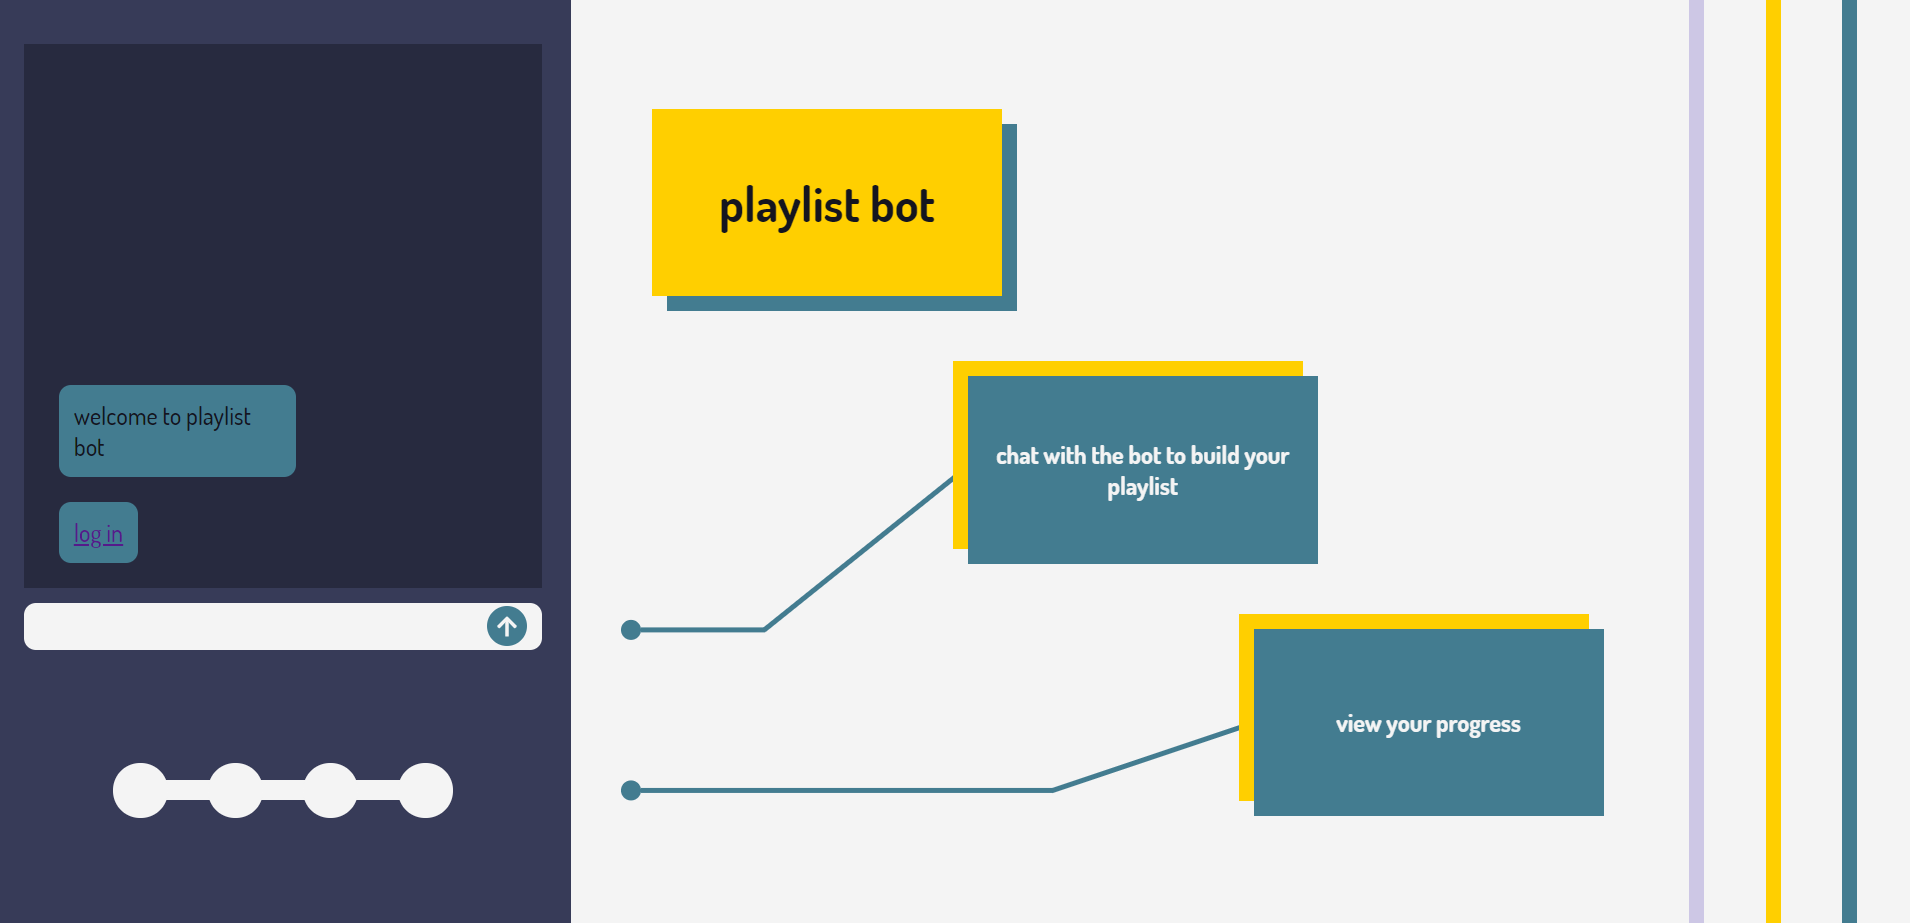 welcome to playlist
bot
log in
playlist bot
chat with the bot to build your
playlist
view your progress